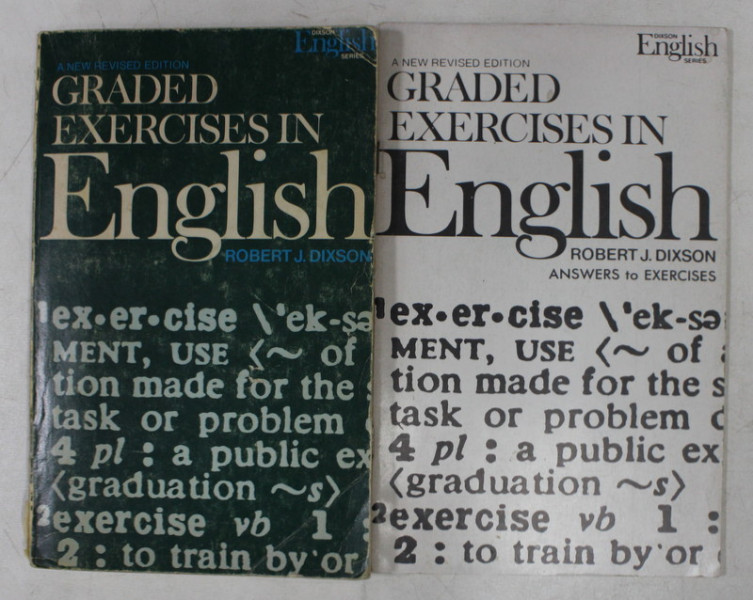 DIXSON
English
SERIES
A NEW REVISED EDITION
GRADED
EXERCISES IN
English
ROBERT J. DIXSON
1ex•er•cise \'ek-sə
MENT, USE ⟨～ of
tion made for the s
task or problem
4 pl : a public ex
⟨graduation ～s⟩
2exercise vb 1
2 : to train by or
DIXSON
English
SERIES
A NEW REVISED EDITION
GRADED
EXERCISES IN
English
ROBERT J. DIXSON
ANSWERS to EXERCISES
1ex•er•cise \'ek-sə
MENT, USE ⟨～ of
tion made for the s
task or problem
4 pl : a public ex
⟨graduation ～s⟩
2exercise vb 1 :
2 : to train by or